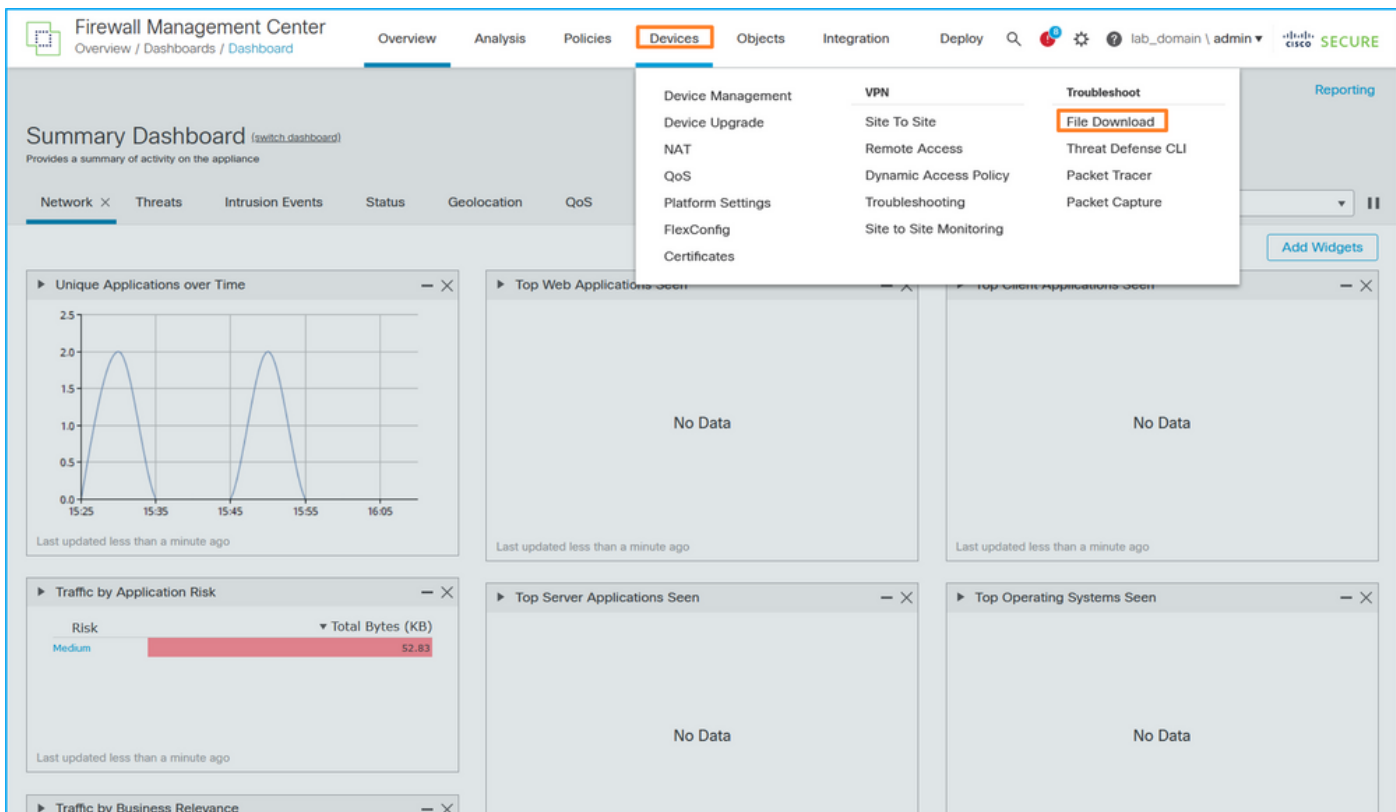 Firewall Management Center
Overview / Dashboards / Dashboard
Overview
Analysis
Policies
Devices
Objects
Integration
Deploy
8
lab_domain \ admin
cisco SECURE
Device Management
Device Upgrade
NAT
QoS
Platform Settings
FlexConfig
Certificates
VPN
Site To Site
Remote Access
Dynamic Access Policy
Troubleshooting
Site to Site Monitoring
Troubleshoot
File Download
Threat Defense CLI
Packet Tracer
Packet Capture
Reporting
Summary Dashboard (switch dashboard)
Provides a summary of activity on the appliance
Network
Threats
Intrusion Events
Status
Geolocation
QoS
Add Widgets
Unique Applications over Time
2.5
2.0
1.5
1.0
0.5
0.0
15:25 15:35 15:45 15:55 16:05
Last updated less than a minute ago
Top Web Applications Seen
No Data
Last updated less than a minute ago
Top Client Applications Seen
No Data
Last updated less than a minute ago
Traffic by Application Risk
Risk Total Bytes (KB)
Medium 52.83
Last updated less than a minute ago
Top Server Applications Seen
No Data
Top Operating Systems Seen
No Data
Traffic by Business Relevance